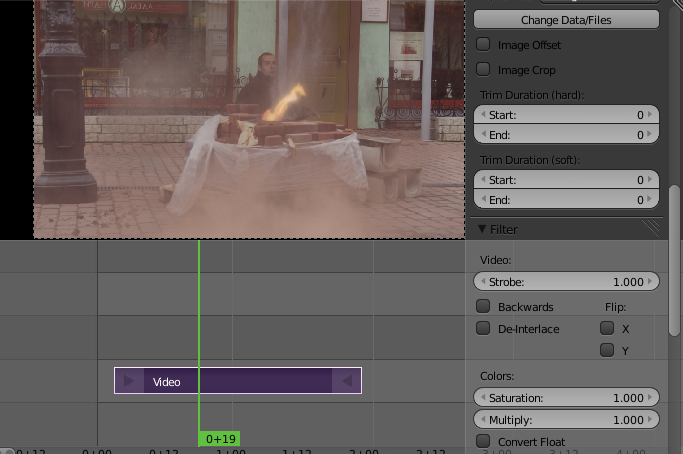 Change Data/Files
Image Offset
Image Crop
Trim Duration (hard):
Start: 0
End: 0
Trim Duration (soft):
Start: 0
End: 0
Filter
Video:
Strobe: 1.000
Backwards
Flip:
De-Interlace
X
Y
Colors:
Saturation: 1.000
Multiply: 1.000
Convert Float
Video
0+19
0+12 0+00 0+12 1+00 1+12 2+00 2+12 3+00 3+12 4+00